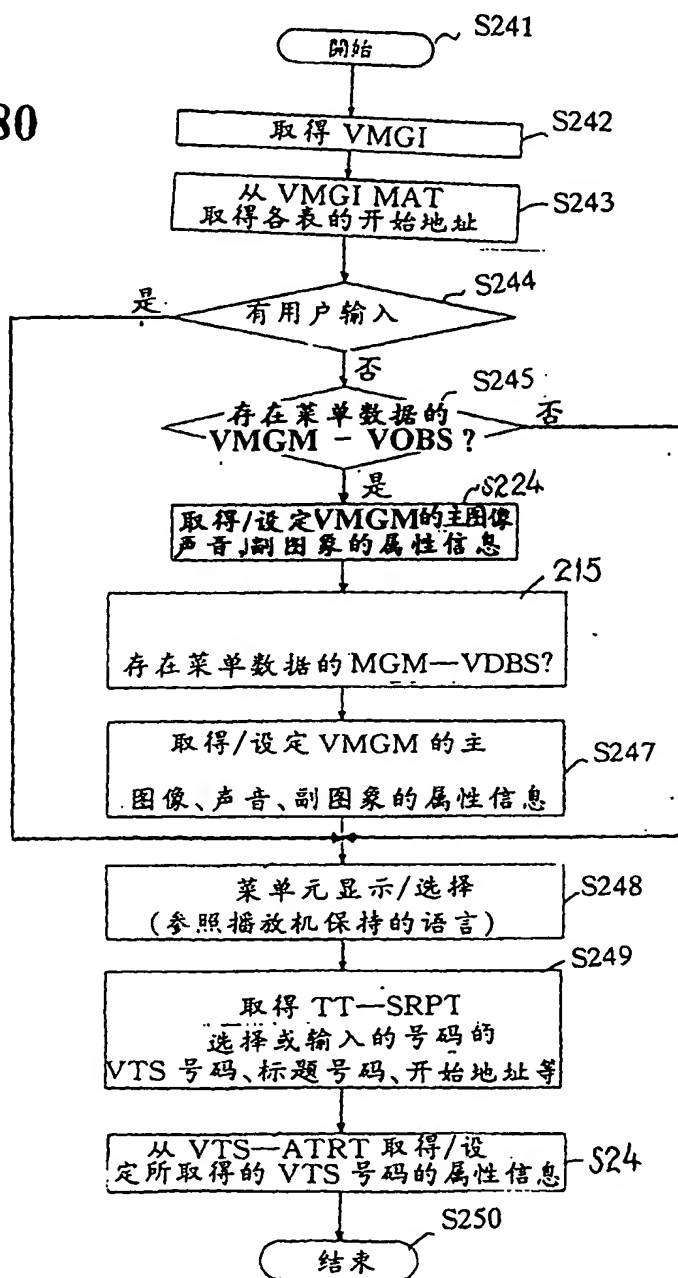 80
開始
S241
取得 VMGI
S242
从 VMGI MAT
取得各表的开始地址
S243
是
有用户输入
S244
否
存在菜单数据的
VMGM – VOBS ?
S245
否
是
取得/设定VMGM的主图像
声音、副图象的属性信息
S224
215
存在菜单数据的 MGM—VDBS?
取得/设定 VMGM 的主
图像、声音、副图象的属性信息
S247
菜单元显示/选择
(参照播放机保持的语言)
S248
S249
取得 TT—SRPT
选择或输入的号码的
VTS 号码、标题号码、开始地址等
从 VTS—ATRT 取得/设
定所取得的 VTS 号码的属性信息
S24
S250
结束